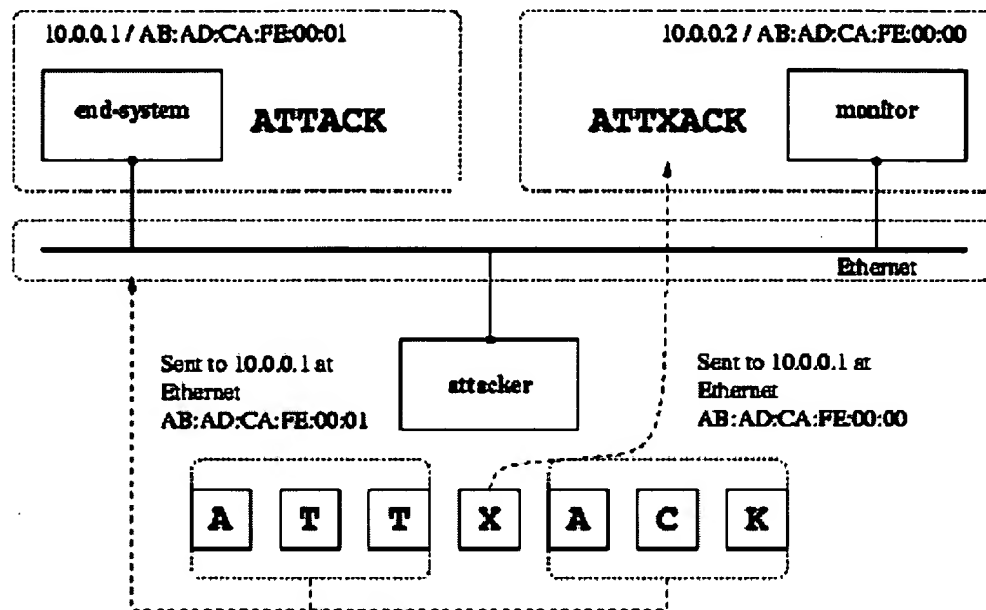 10.0.0.1 / AB:AD:CA:FE:00:01
10.0.0.2 / AB:AD:CA:FE:00:00
end-system
ATTACK
ATTXACK
monitor
Ethernet
Sent to 10.0.0.1 at
Ethernet
AB:AD:CA:FE:00:01
attacker
Sent to 10.0.0.1 at
Ethernet
AB:AD:CA:FE:00:00
A T T X A C K